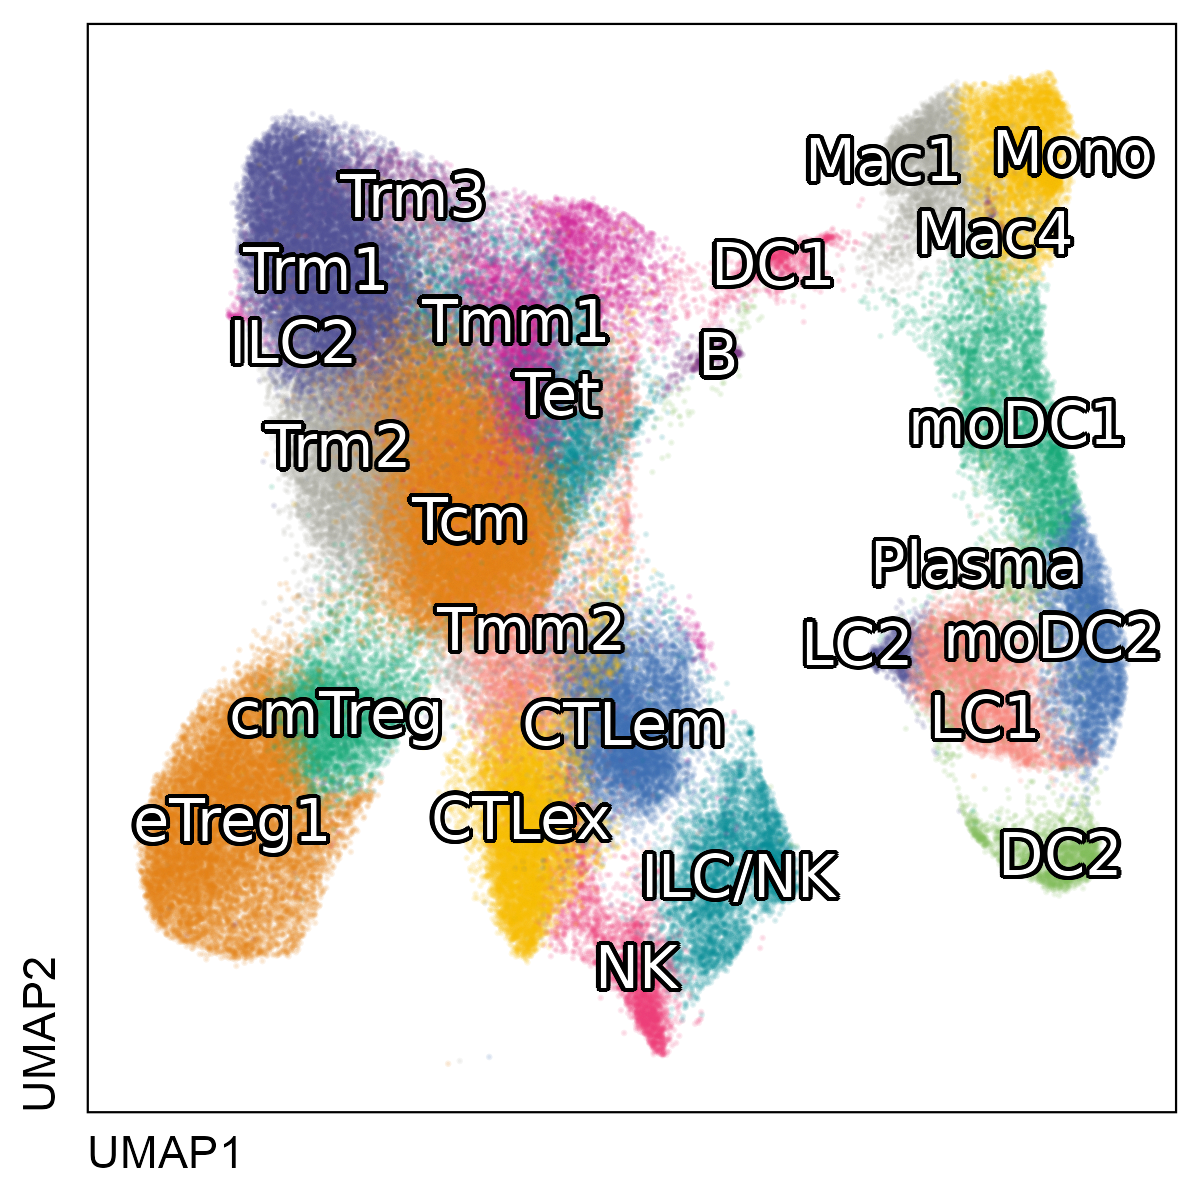 Mac1
Mono
Trm3
Mac4
Trm1
DC1
Tmm1
ILC2
B
Tet
Trm2
moDC1
Tcm
Plasma
Tmm2
LC2
moDC2
cmTreg
CTLem
LC1
eTreg1
CTLex
DC2
ILC/NK
NK
UMAP2
UMAP1